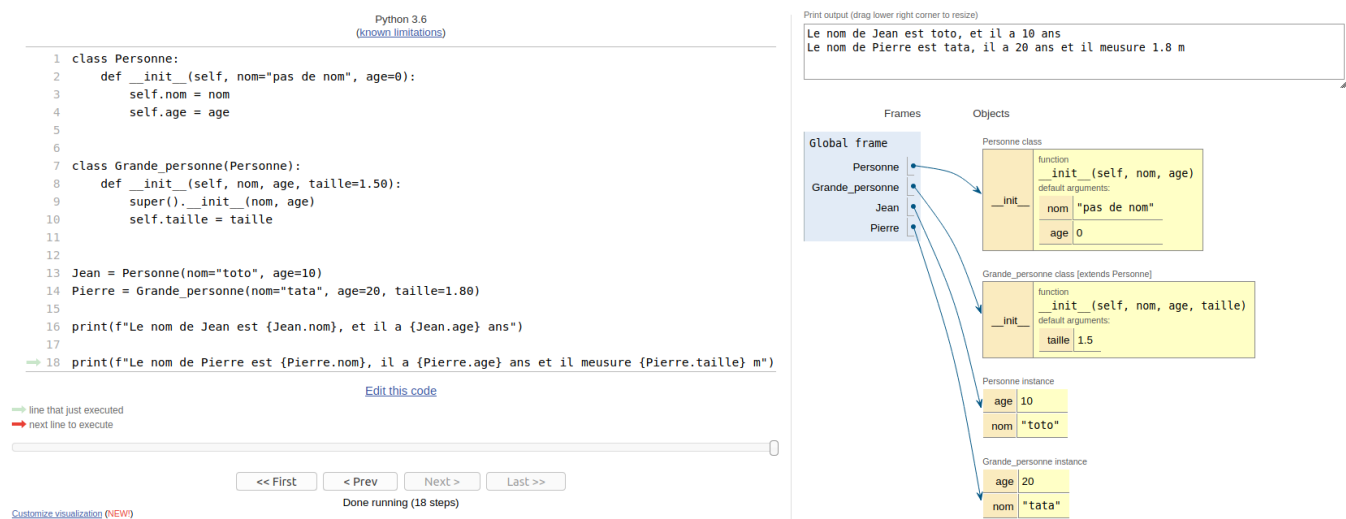 Python 3.6
(known limitations)
1 class Personne:
2     def __init__(self, nom="pas de nom", age=0):
3         self.nom = nom
4         self.age = age
5
6
7 class Grande_personne(Personne):
8     def __init__(self, nom, age, taille=1.50):
9         super().__init__(nom, age)
10         self.taille = taille
11
12
13 Jean = Personne(nom="toto", age=10)
14 Pierre = Grande_personne(nom="tata", age=20, taille=1.80)
15
16 print(f"Le nom de Jean est {Jean.nom}, et il a {Jean.age} ans")
17
18 print(f"Le nom de Pierre est {Pierre.nom}, il a {Pierre.age} ans et il meusure {Pierre.taille} m")
Edit this code
line that just executed
next line to execute
<< First
< Prev
Next >
Last >>
Done running (18 steps)
Customize visualization (NEW!)
Print output (drag lower right corner to resize)
Le nom de Jean est toto, et il a 10 ans
Le nom de Pierre est tata, il a 20 ans et il meusure 1.8 m
Frames
Objects
Global frame
Personne
Grande_personne
Jean
Pierre
Personne class
__init__
function
__init__(self, nom, age)
default arguments:
nom "pas de nom"
age 0
Grande_personne class [extends Personne]
__init__
function
__init__(self, nom, age, taille)
default arguments:
taille 1.5
Personne instance
age 10
nom "toto"
Grande_personne instance
age 20
nom "tata"